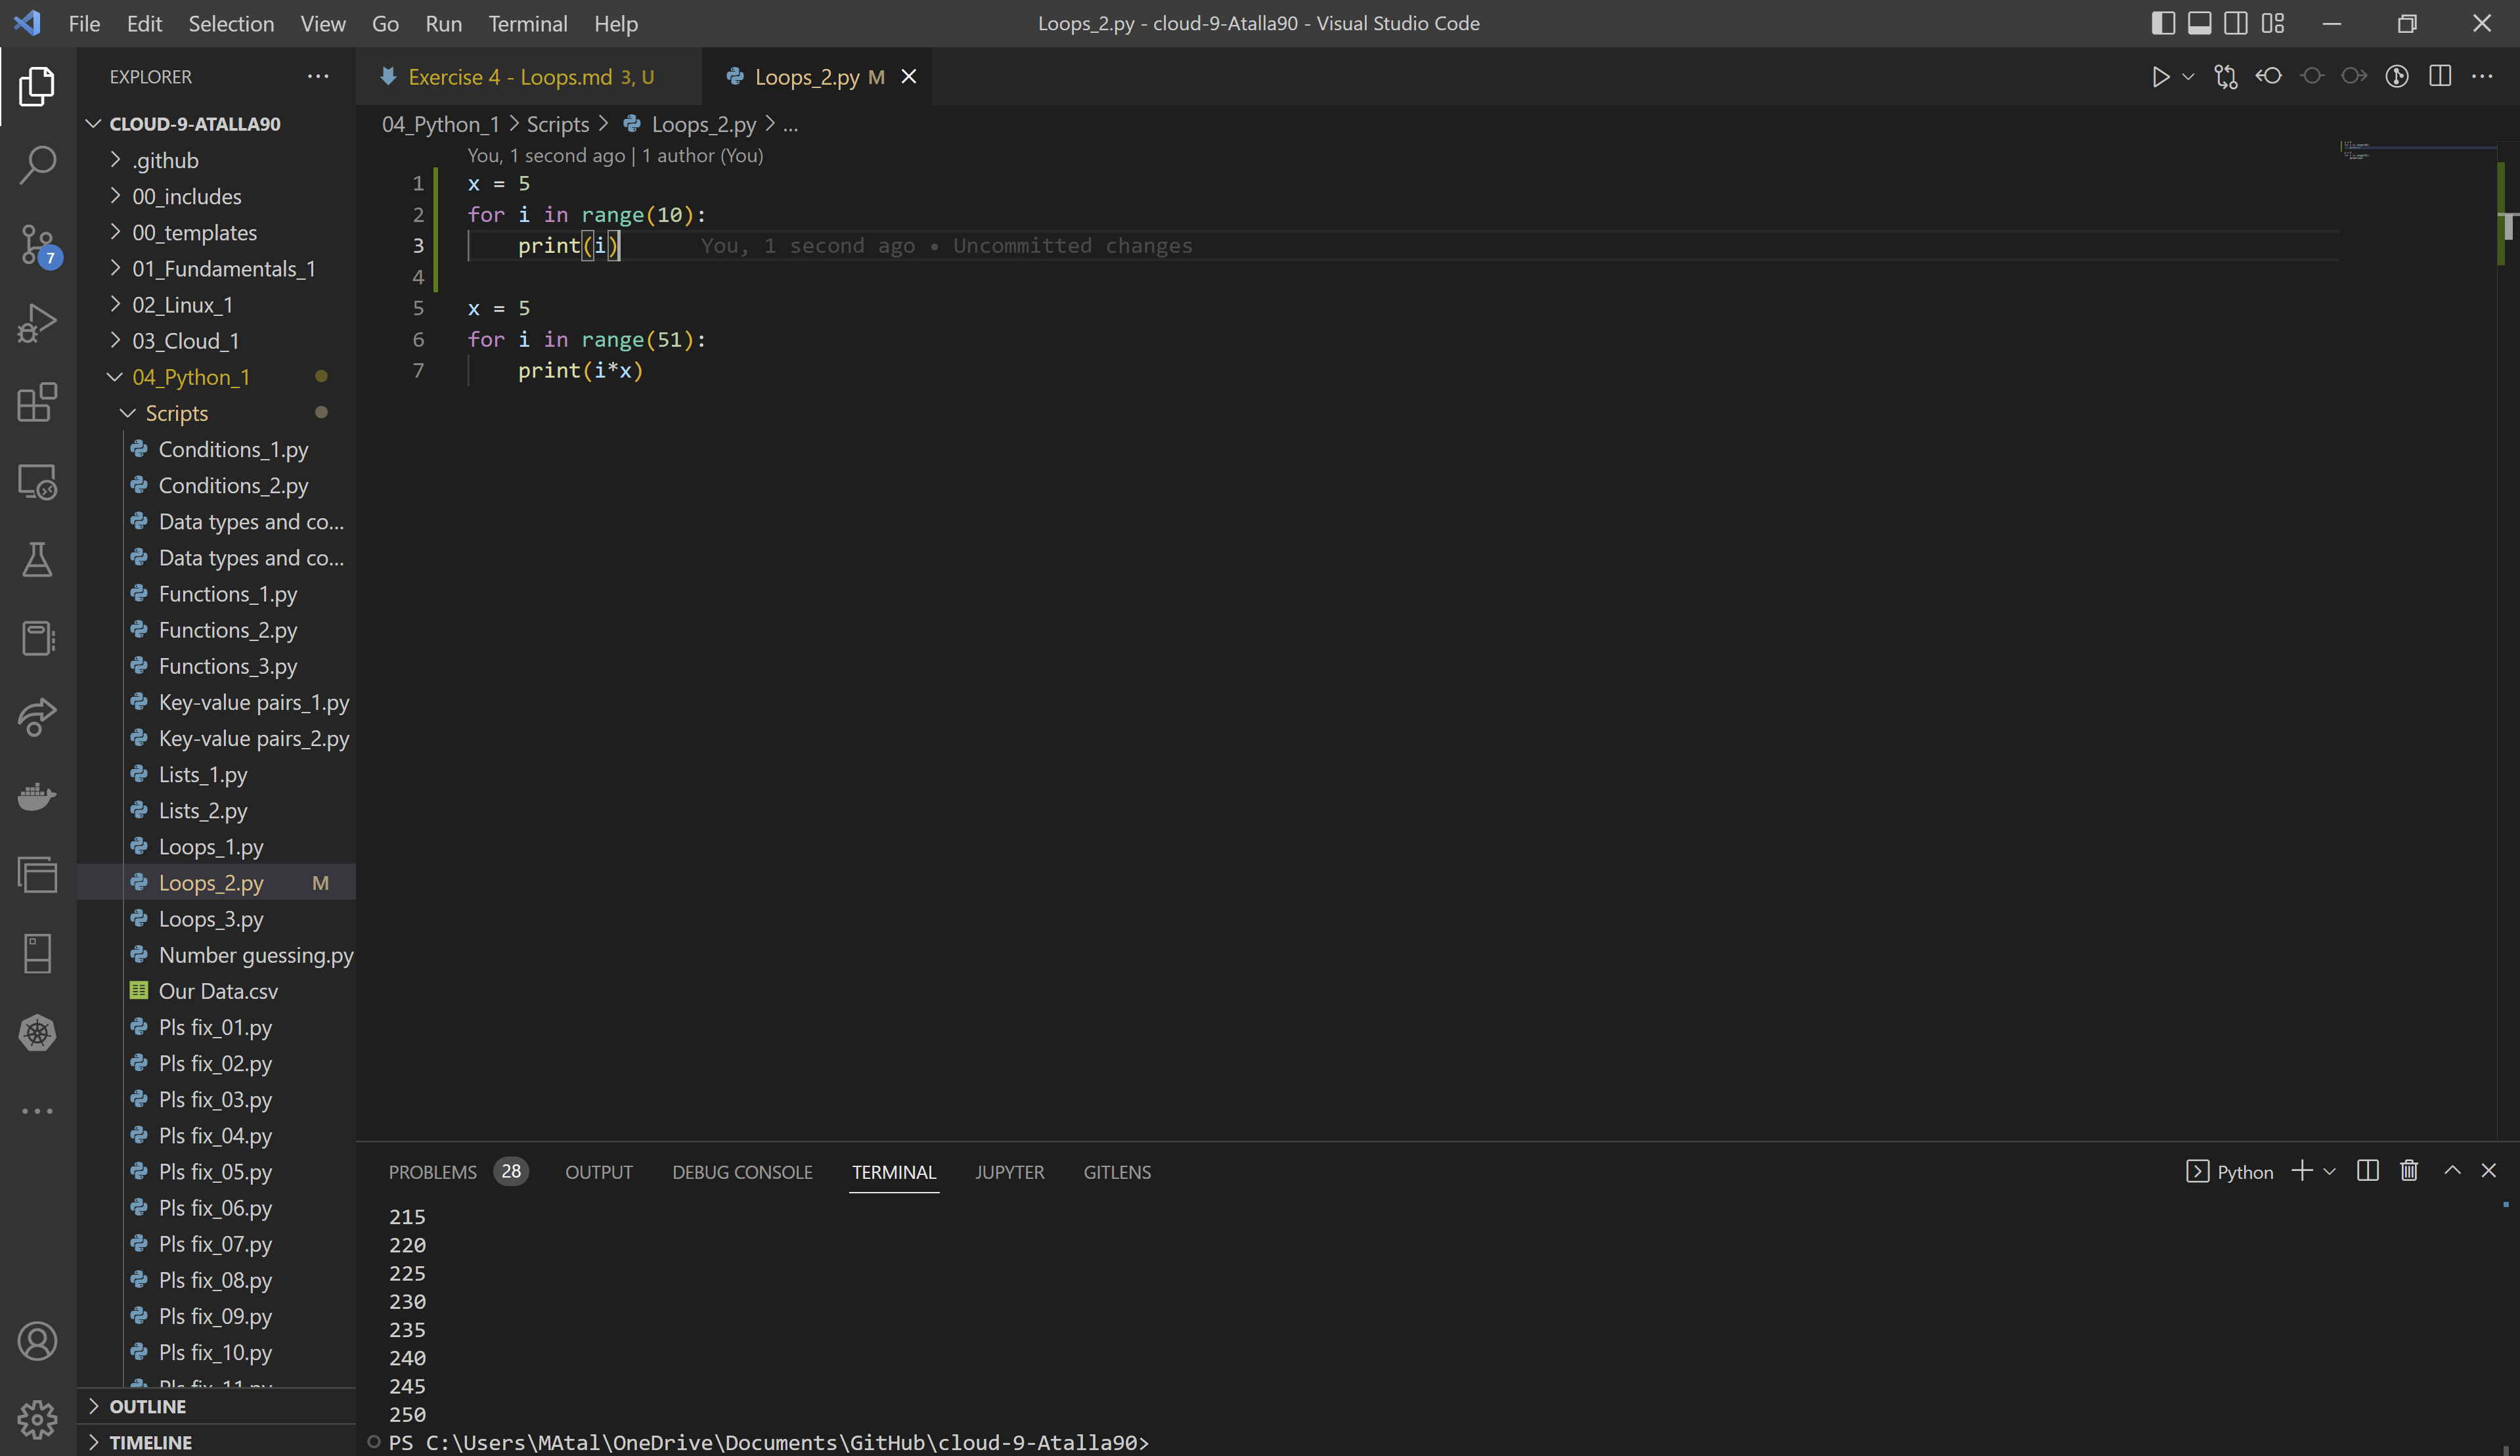 File Edit Selection View Go Run Terminal Help
Loops_2.py - cloud-9-Atalla90 - Visual Studio Code
EXPLORER
CLOUD-9-ATALLA90
.github
00_includes
00_templates
01_Fundamentals_1
02_Linux_1
03_Cloud_1
04_Python_1
Scripts
Conditions_1.py
Conditions_2.py
Data types and co...
Data types and co...
Functions_1.py
Functions_2.py
Functions_3.py
Key-value pairs_1.py
Key-value pairs_2.py
Lists_1.py
Lists_2.py
Loops_1.py
Loops_2.py M
Loops_3.py
Number guessing.py
Our Data.csv
Pls fix_01.py
Pls fix_02.py
Pls fix_03.py
Pls fix_04.py
Pls fix_05.py
Pls fix_06.py
Pls fix_07.py
Pls fix_08.py
Pls fix_09.py
Pls fix_10.py
Pls fix_11.py
OUTLINE
TIMELINE
7
Exercise 4 - Loops.md 3, U
Loops_2.py M
04_Python_1 > Scripts > Loops_2.py > ...
You, 1 second ago | 1 author (You)
1 x = 5
2 for i in range(10):
3 print(i) You, 1 second ago • Uncommitted changes
4
5 x = 5
6 for i in range(51):
7 print(i*x)
PROBLEMS 28 OUTPUT DEBUG CONSOLE TERMINAL JUPYTER GITLENS
Python
215
220
225
230
235
240
245
250
PS C:\Users\MAtal\OneDrive\Documents\GitHub\cloud-9-Atalla90>